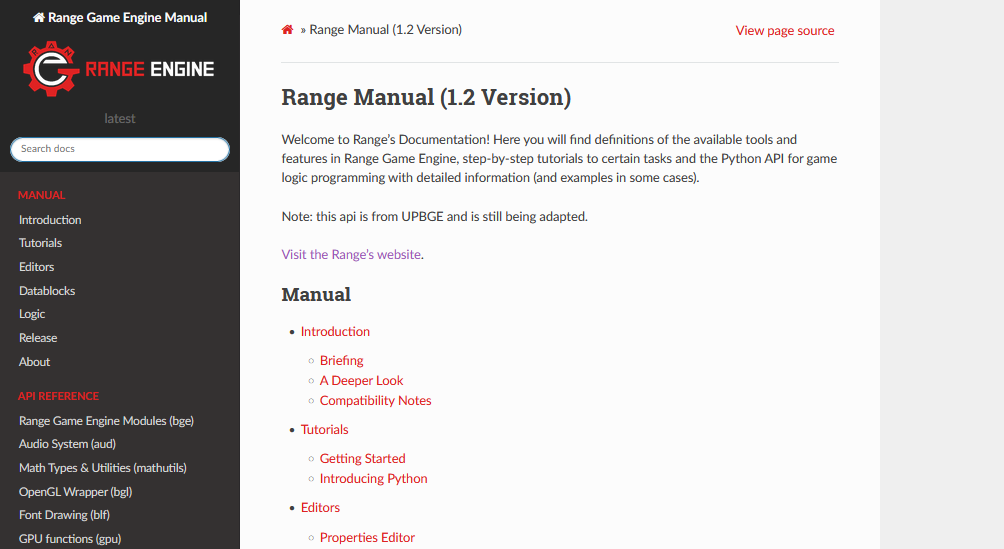 Range Game Engine Manual
RANGE ENGINE
latest
Search docs
MANUAL
Introduction
Tutorials
Editors
Datablocks
Logic
Release
About
API REFERENCE
Range Game Engine Modules (bge)
Audio System (aud)
Math Types & Utilities (mathutils)
OpenGL Wrapper (bgl)
Font Drawing (blf)
GPU functions (gpu)
» Range Manual (1.2 Version)
View page source
Range Manual (1.2 Version)
Welcome to Range's Documentation! Here you will find definitions of the available tools and
features in Range Game Engine, step-by-step tutorials to certain tasks and the Python API for game
logic programming with detailed information (and examples in some cases).
Note: this api is from UPBGE and is still being adapted.
Visit the Range's website.
Manual
• Introduction
◦ Briefing
◦ A Deeper Look
◦ Compatibility Notes
• Tutorials
◦ Getting Started
◦ Introducing Python
• Editors
◦ Properties Editor